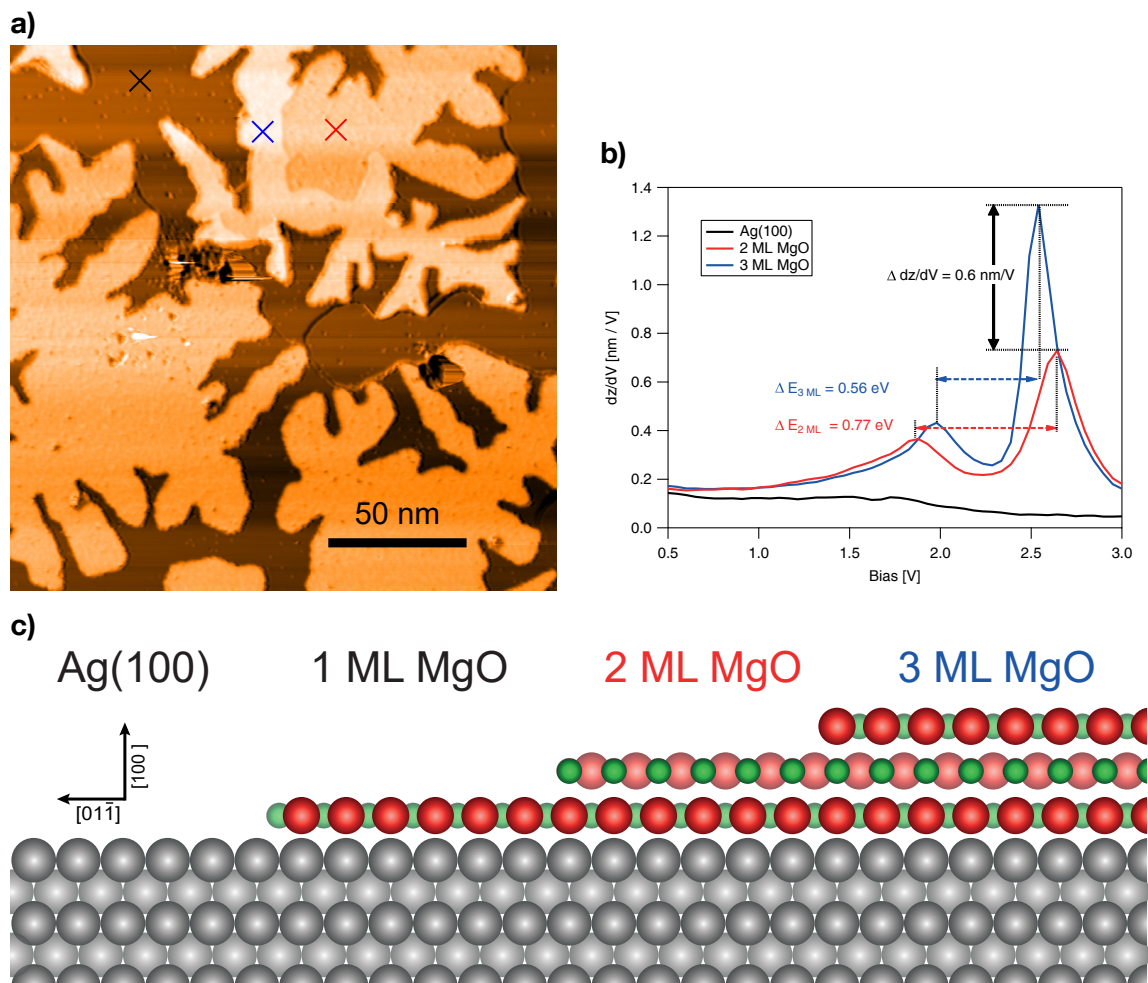 a)
50 nm
b)
1.4
1.2
1.0
0.8
0.6
0.4
0.2
0.0
dz/dV [nm / V]
Ag(100)
2 ML MgO
3 ML MgO
Δ dz/dV = 0.6 nm/V
Δ E3 ML = 0.56 eV
Δ E2 ML = 0.77 eV
0.5 1.0 1.5 2.0 2.5 3.0
Bias [V]
c)
Ag(100) 1 ML MgO 2 ML MgO 3 ML MgO
[100]
[011̄]